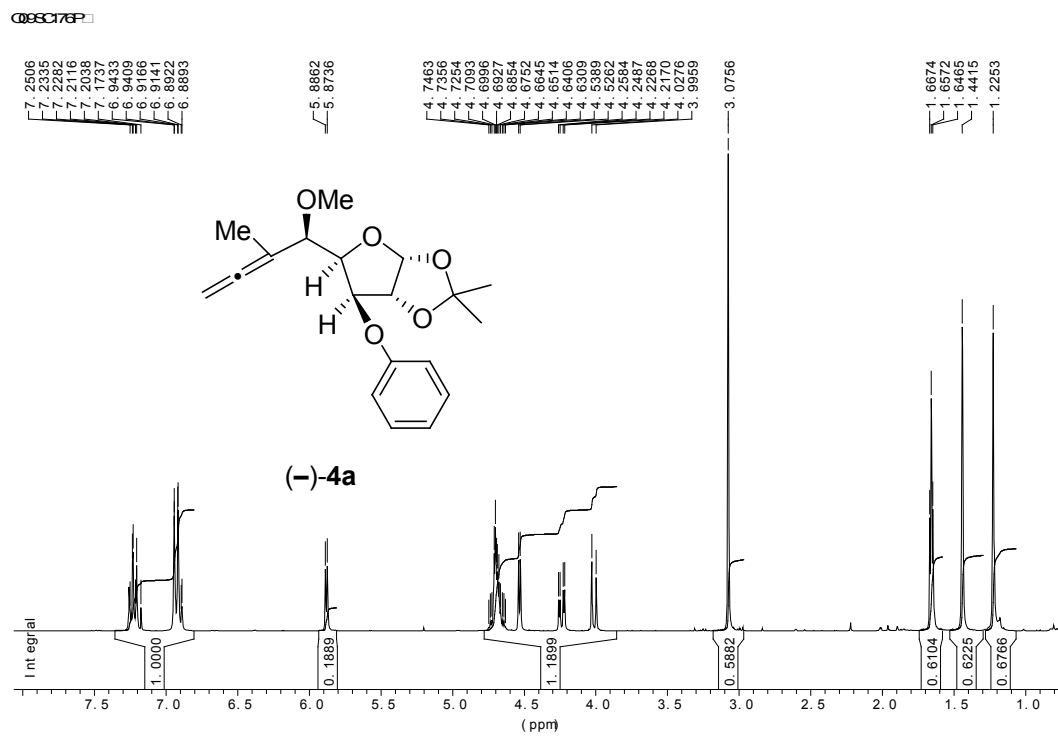 7.2506 7.2335 7.2282 7.2116 7.2038 7.1737 6.9433 6.9409 6.9166 6.9141 6.8922 6.8893 5.8862 5.8736 4.7463 4.7356 4.7254 4.7093 4.6996 4.6927 4.6854 4.6752 4.6645 4.6514 4.6406 4.6309 4.5389 4.5262 4.2584 4.2487 4.2268 4.2170 4.0276 3.9959 3.0756 1.6674 1.6572 1.6465 1.4415 1.2253
OMe
Me
O
O
H
O
H
O
(−)-4a
Integral
1.0000 0.1889 1.1899 0.5882 0.6104 0.6225 0.6766
7.5 7.0 6.5 6.0 5.5 5.0 4.5 4.0 3.5 3.0 2.5 2.0 1.5 1.0
(ppm)